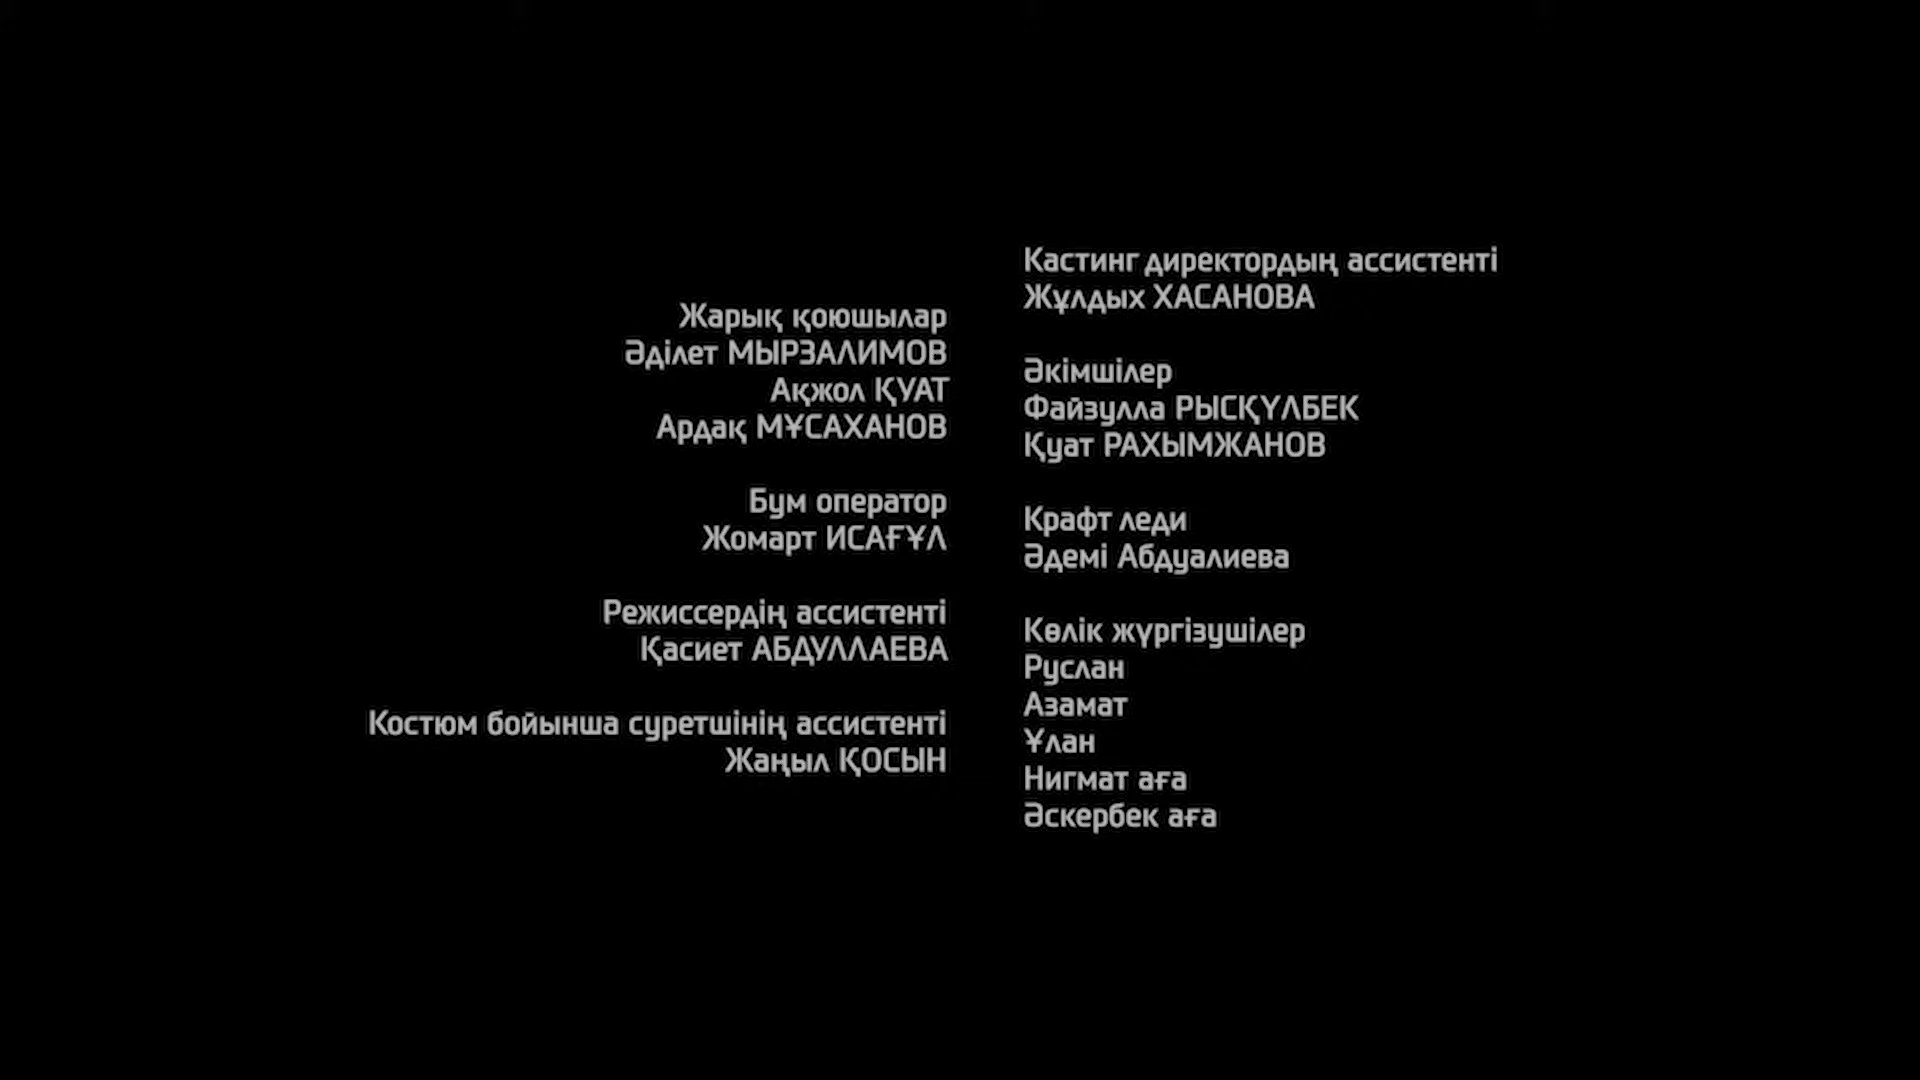 Жарық қоюшылар
Әділет МЫРЗАЛИМОВ
Ақжол ҚУАТ
Ардақ МҰСАХАНОВ
Бум оператор
Жомарт ИСАҒҰЛ
Режиссердің ассистенті
Қасиет АБДУЛЛАЕВА
Костюм бойынша суретшінің ассистенті
Жаңыл ҚОСЫН
Кастинг директордың ассистенті
Жұлдых ХАСАНОВА
Әкімшілер
Файзулла РЫСҚҮЛБЕК
Қуат РАХЫМЖАНОВ
Крафт леди
Әдемі Абдуалиева
Көлік жүргізушілер
Руслан
Азамат
Ұлан
Нигмат аға
Әскербек аға